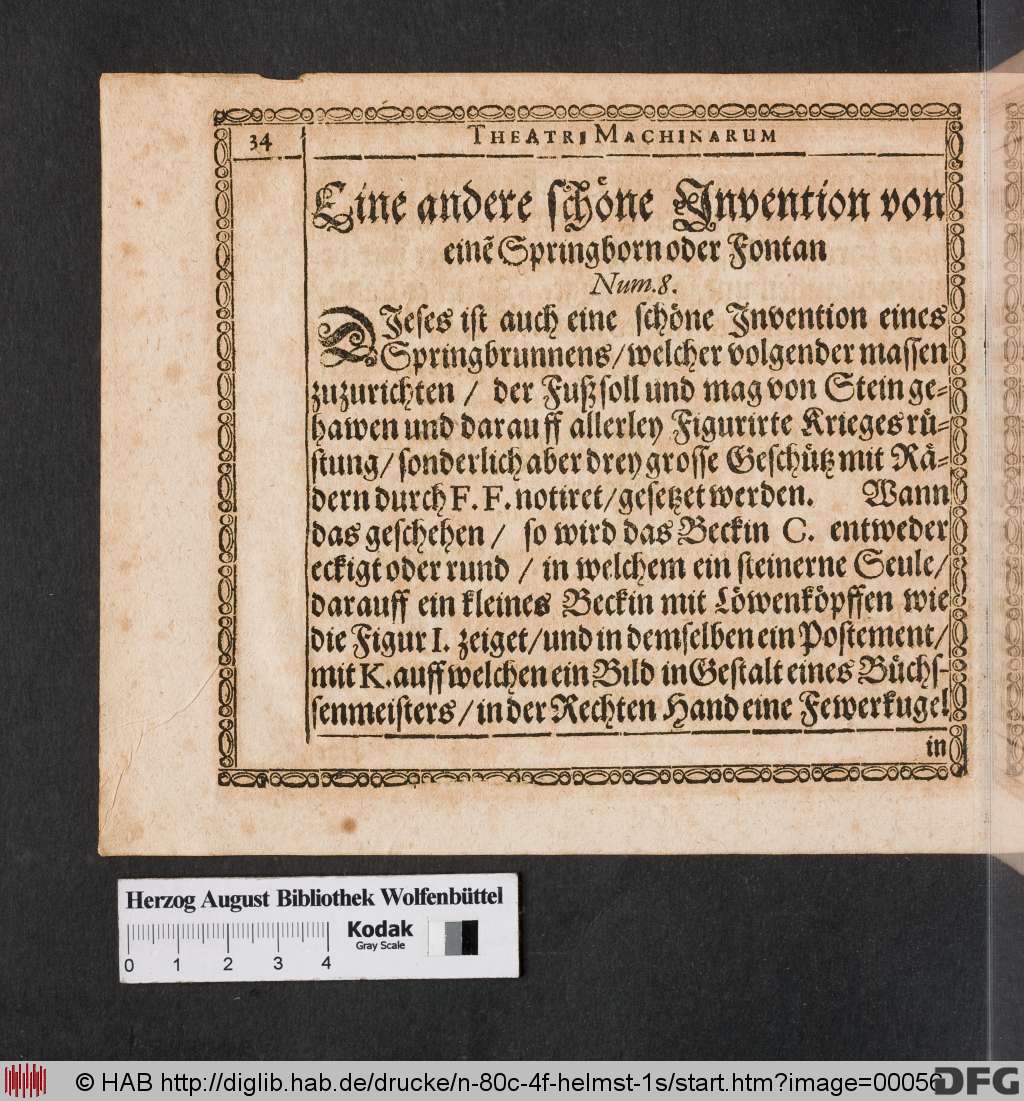 34
THEATRI MACHINARUM
Eine andere schöne Invention von
einē Springborn oder Fontan
Num. 8.
DIeses ist auch eine schöne Invention eines
Springbrunnens / welcher volgender massen
zuzurichten / der Fuß soll und mag von Stein ge-
hawen und darauff allerley Figurirte Krieges rü-
stung / sonderlich aber drey grosse Geschütz mit Rä-
dern durch F. F. notiret / gesetzet werden. Wann
das geschehen / so wird das Beckin C. entweder
eckigt oder rund / in welchem ein steinerne Seule /
darauff ein kleines Beckin mit Löwenköpffen wie
die Figur I. zeiget / und in demselben ein Postement /
mit K. auff welchen ein Bild in Gestalt eines Büchs-
senmeisters / in der Rechten Hand eine Fewerkugel
in
Herzog August Bibliothek Wolfenbüttel
Kodak
Gray Scale
0 1 2 3 4
© HAB http://diglib.hab.de/drucke/n-80c-4f-helmst-1s/start.htm?image=00056
DFG